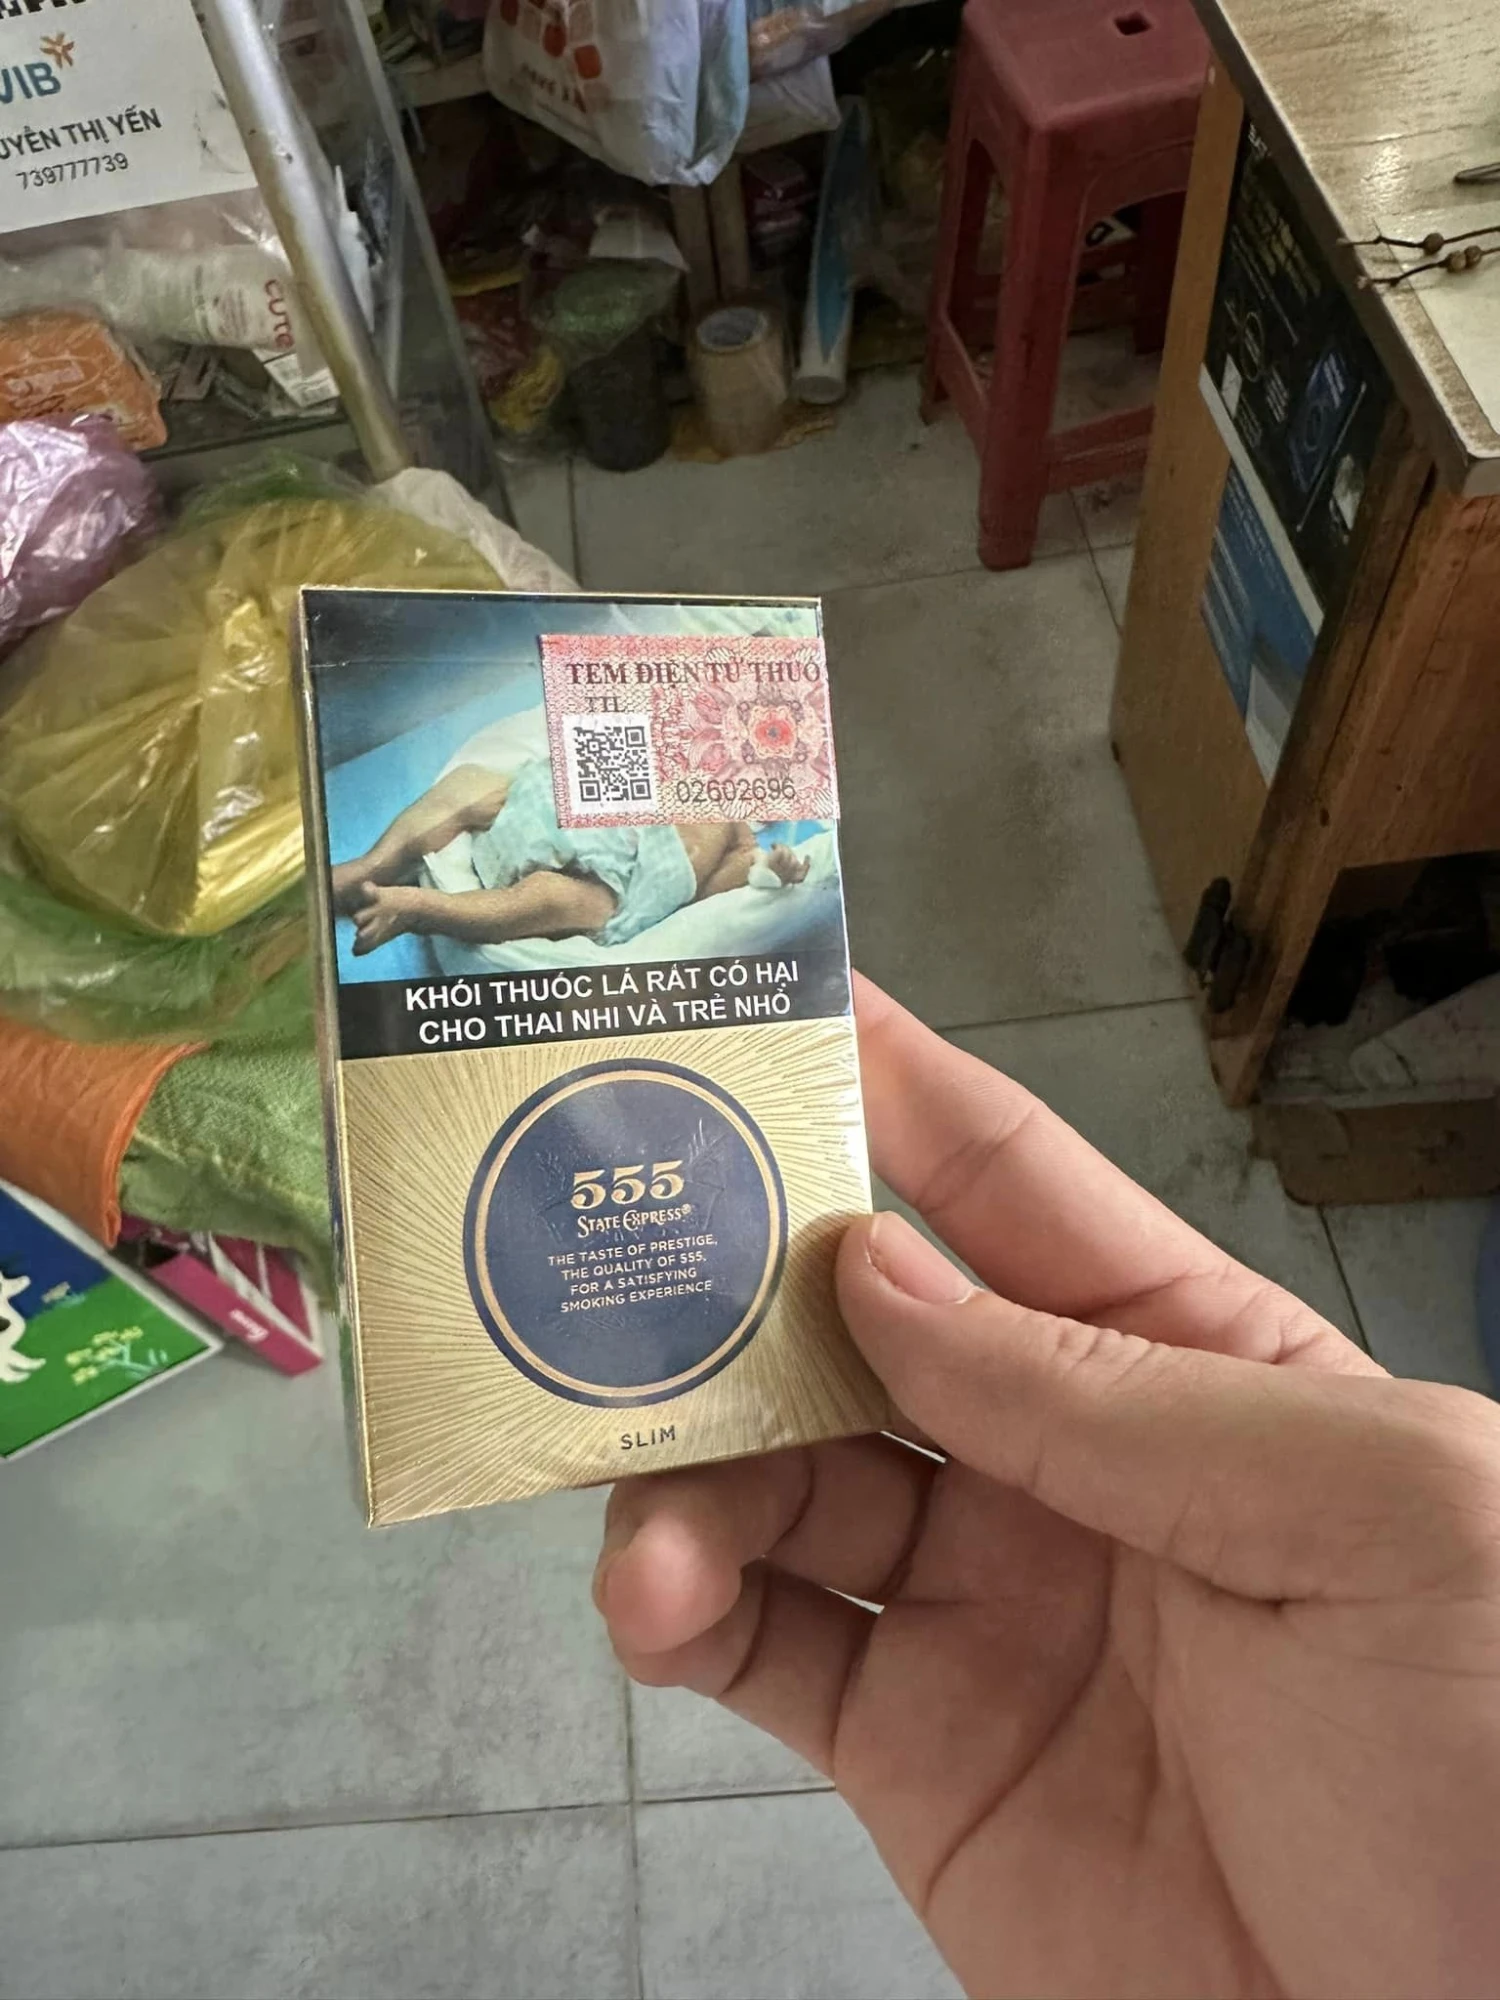 VIB
UYỄN THỊ YẾN
739777739
CUTE
TEM ĐIỆN TỬ THUỐ
02602696
KHÓI THUỐC LÁ RẤT CÓ HẠI
CHO THAI NHI VÀ TRẺ NHỎ
555
STATE EXPRESS®
THE TASTE OF PRESTIGE,
THE QUALITY OF 555.
FOR A SATISFYING
SMOKING EXPERIENCE
SLIM